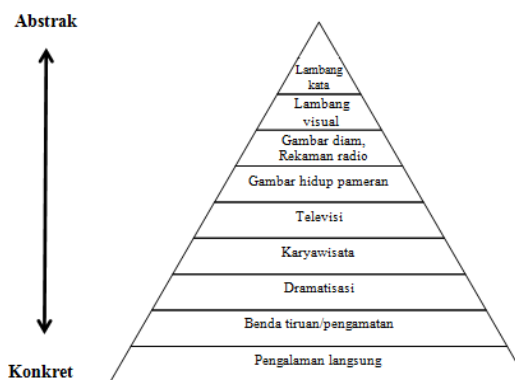 Abstrak
Lambang
kata
Lambang
visual
Gambar diam,
Rekaman radio
Gambar hidup pameran
Televisi
Karyawisata
Dramatisasi
Benda tiruan/pengamatan
Pengalaman langsung
Konkret